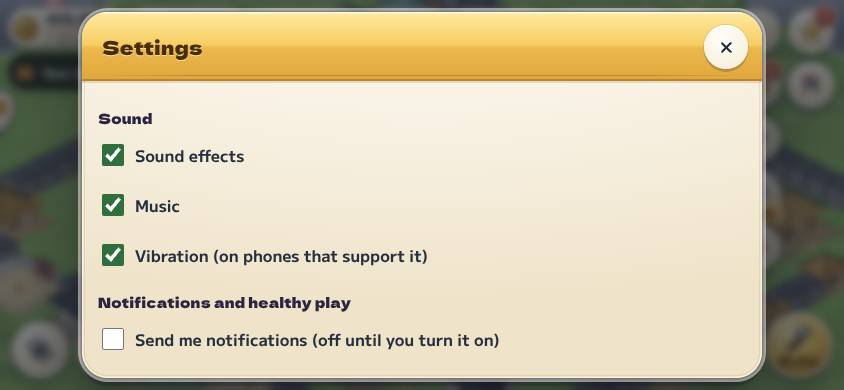 Settings
Sound
Sound effects
Music
Vibration (on phones that support it)
Notifications and healthy play
Send me notifications (off until you turn it on)